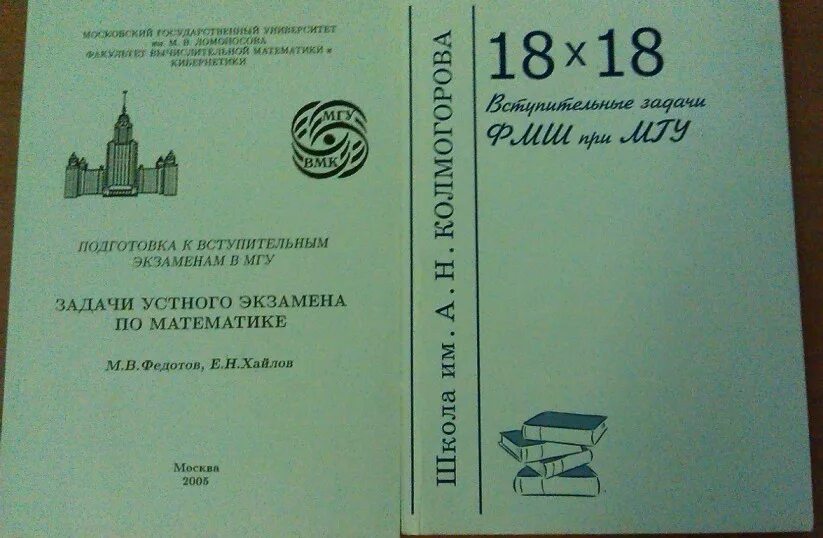 МОСКОВСКИЙ ГОСУДАРСТВЕННЫЙ УНИВЕРСИТЕТ
им. М. В. ЛОМОНОСОВА
ФАКУЛЬТЕТ ВЫЧИСЛИТЕЛЬНОЙ МАТЕМАТИКИ и
КИБЕРНЕТИКИ
МГУ
ВМК
ПОДГОТОВКА К ВСТУПИТЕЛЬНЫМ
ЭКЗАМЕНАМ В МГУ
ЗАДАЧИ УСТНОГО ЭКЗАМЕНА
ПО МАТЕМАТИКЕ
М.В.Федотов, Е.Н.Хайлов
Москва
2005
Школа им. А. Н. КОЛМОГОРОВА
18 х 18
Вступительные задачи
ФМШ при МГУ